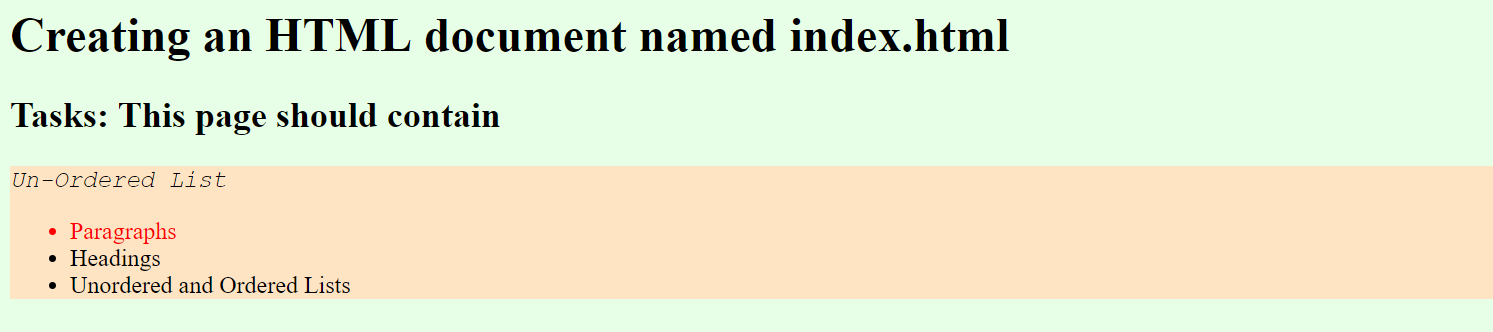 Creating an HTML document named index.html
Tasks: This page should contain
Un-Ordered List
Paragraphs
Headings
Unordered and Ordered Lists